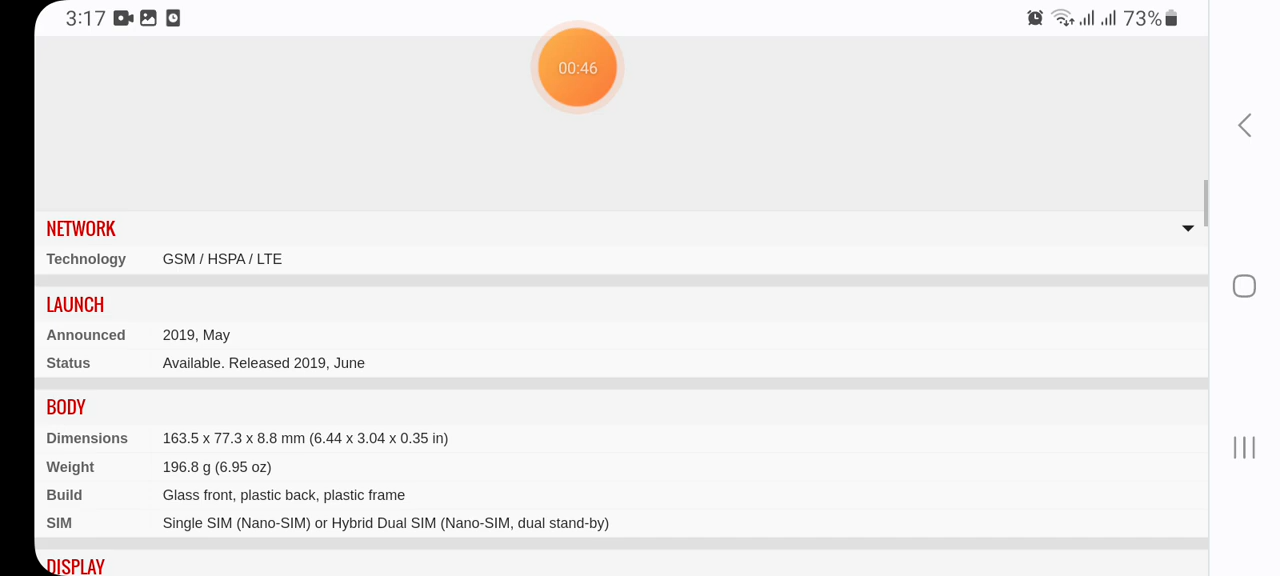 3:17 73%
00:46
NETWORK
Technology GSM / HSPA / LTE
LAUNCH
Announced 2019, May
Status Available. Released 2019, June
BODY
Dimensions 163.5 x 77.3 x 8.8 mm (6.44 x 3.04 x 0.35 in)
Weight 196.8 g (6.95 oz)
Build Glass front, plastic back, plastic frame
SIM Single SIM (Nano-SIM) or Hybrid Dual SIM (Nano-SIM, dual stand-by)
DISPLAY